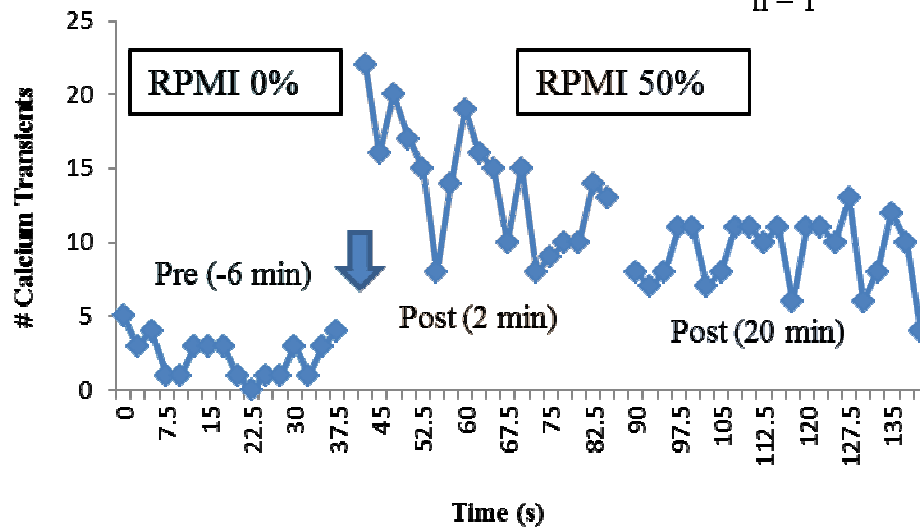 n = 1
25
20
15
10
5
0
# Calcium Transients
RPMI 0%
RPMI 50%
Pre (-6 min)
Post (2 min)
Post (20 min)
0 7.5 15 22.5 30 37.5 45 52.5 60 67.5 75 82.5 90 97.5 105 112.5 120 127.5 135
Time (s)